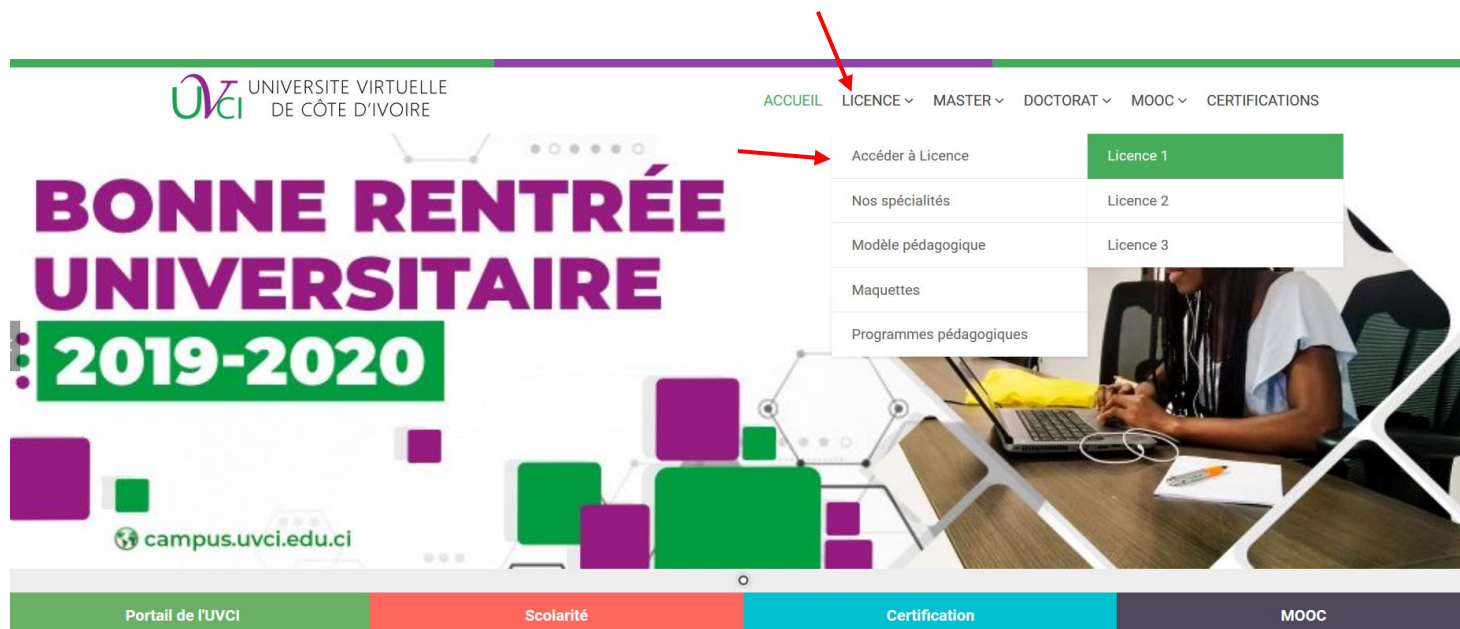 UVCI UNIVERSITE VIRTUELLE
DE CÔTE D'IVOIRE
ACCUEIL LICENCE MASTER DOCTORAT MOOC CERTIFICATIONS
Accéder à Licence
Nos spécialités
Modèle pédagogique
Maquettes
Programmes pédagogiques
Licence 1
Licence 2
Licence 3
BONNE RENTRÉE
UNIVERSITAIRE
2019-2020
campus.uvci.edu.ci
Portail de l'UVCI Scolarité Certification MOOC